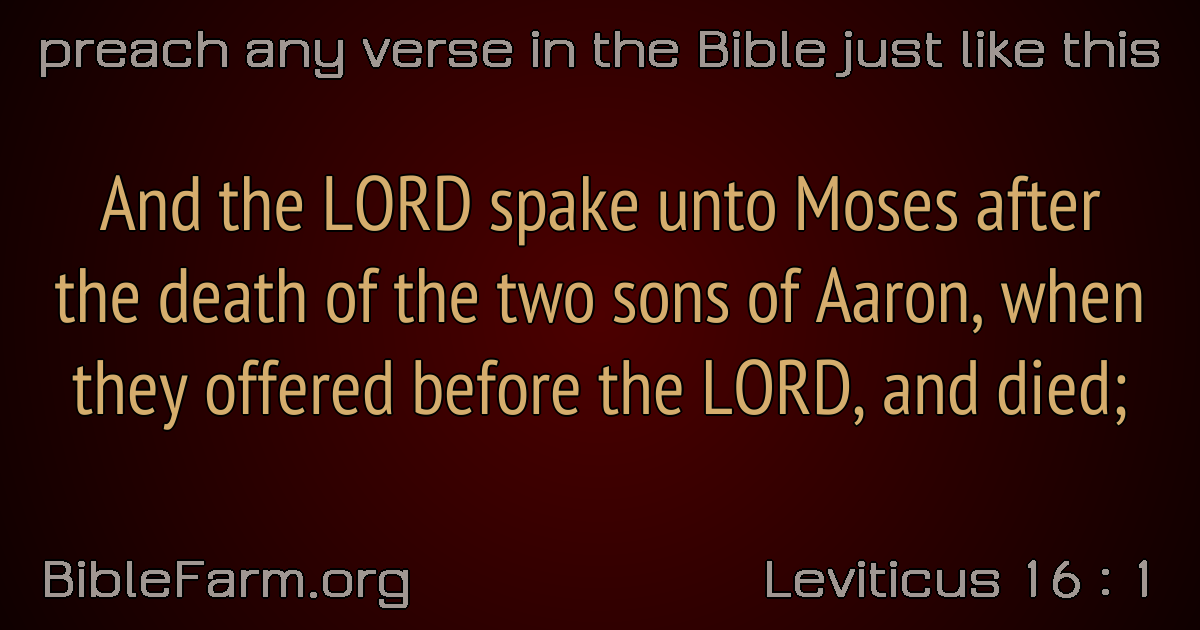 preach any verse in the Bible just like this
And the LORD spake unto Moses after
the death of the two sons of Aaron, when
they offered before the LORD, and died;
BibleFarm.org
Leviticus 16 : 1